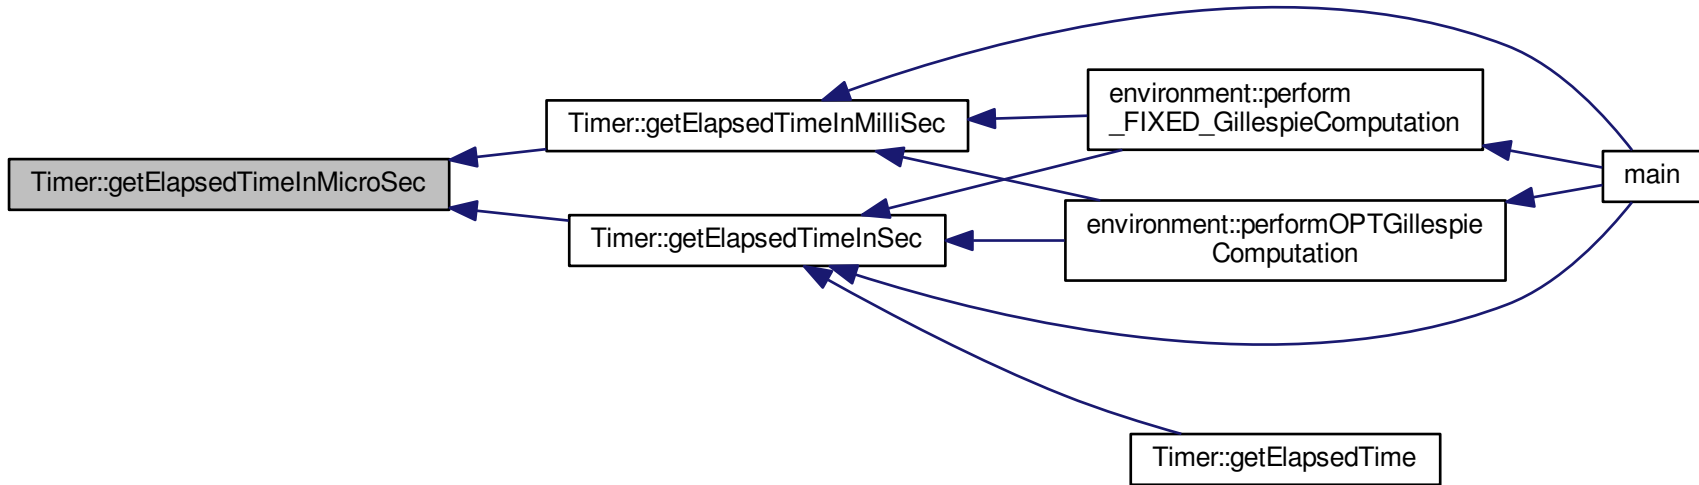 Timer::getElapsedTimeInMicroSec
Timer::getElapsedTimeInMilliSec
Timer::getElapsedTimeInSec
environment::perform
_FIXED_GillespieComputation
environment::performOPTGillespie
Computation
Timer::getElapsedTime
main